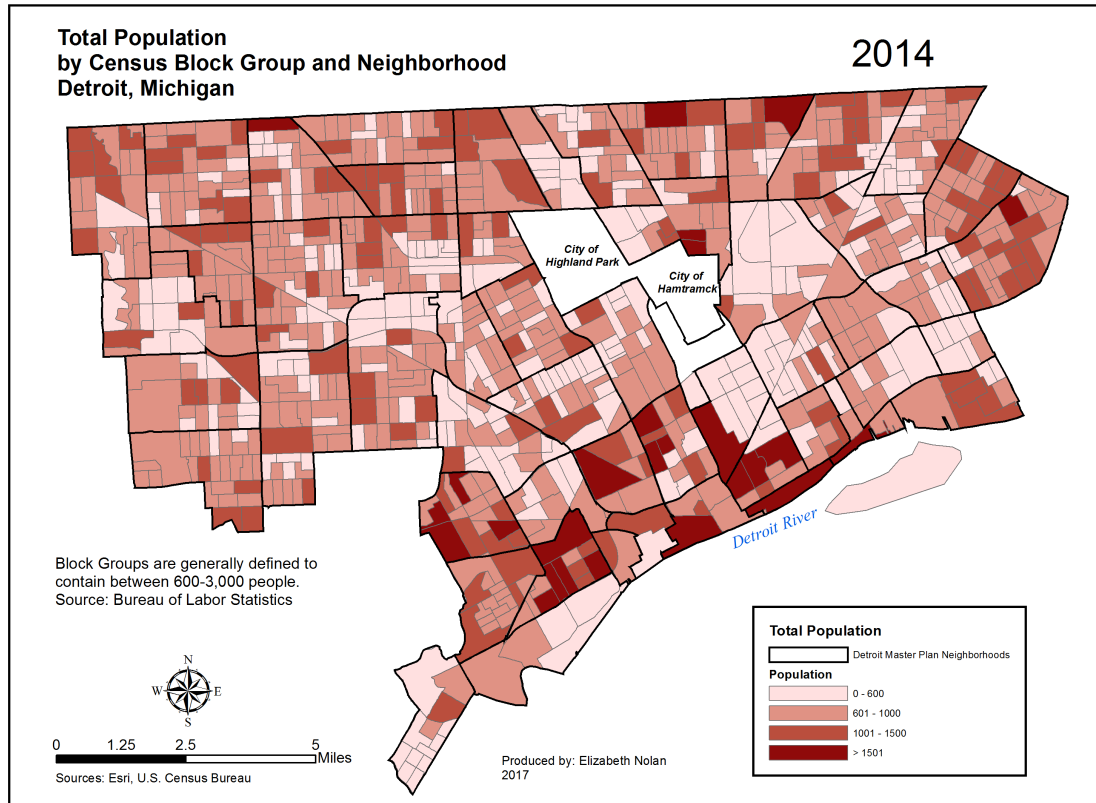 Total Population
by Census Block Group and Neighborhood
Detroit, Michigan
2014
City of
Highland Park
City of
Hamtramck
Detroit River
Block Groups are generally defined to
contain between 600-3,000 people.
Source: Bureau of Labor Statistics
N
W E
S
0 1.25 2.5 5
Miles
Sources: Esri, U.S. Census Bureau
Produced by: Elizabeth Nolan
2017
Total Population
Detroit Master Plan Neighborhoods
Population
0 - 600
601 - 1000
1001 - 1500
> 1501